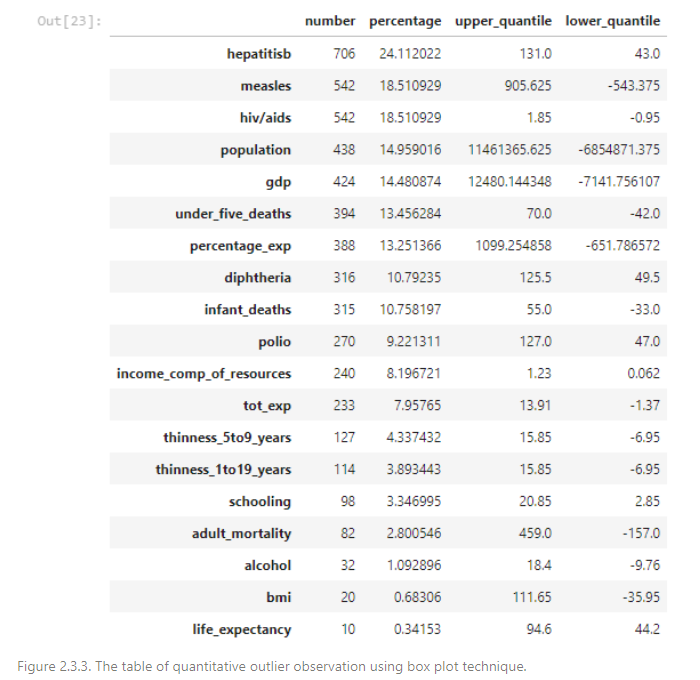 Out[23]:
number percentage upper_quantile lower_quantile
hepatitisb 706 24.112022 131.0 43.0
measles 542 18.510929 905.625 -543.375
hiv/aids 542 18.510929 1.85 -0.95
population 438 14.959016 11461365.625 -6854871.375
gdp 424 14.480874 12480.144348 -7141.756107
under_five_deaths 394 13.456284 70.0 -42.0
percentage_exp 388 13.251366 1099.254858 -651.786572
diphtheria 316 10.79235 125.5 49.5
infant_deaths 315 10.758197 55.0 -33.0
polio 270 9.221311 127.0 47.0
income_comp_of_resources 240 8.196721 1.23 0.062
tot_exp 233 7.95765 13.91 -1.37
thinness_5to9_years 127 4.337432 15.85 -6.95
thinness_1to19_years 114 3.893443 15.85 -6.95
schooling 98 3.346995 20.85 2.85
adult_mortality 82 2.800546 459.0 -157.0
alcohol 32 1.092896 18.4 -9.76
bmi 20 0.68306 111.65 -35.95
life_expectancy 10 0.34153 94.6 44.2
Figure 2.3.3. The table of quantitative outlier observation using box plot technique.